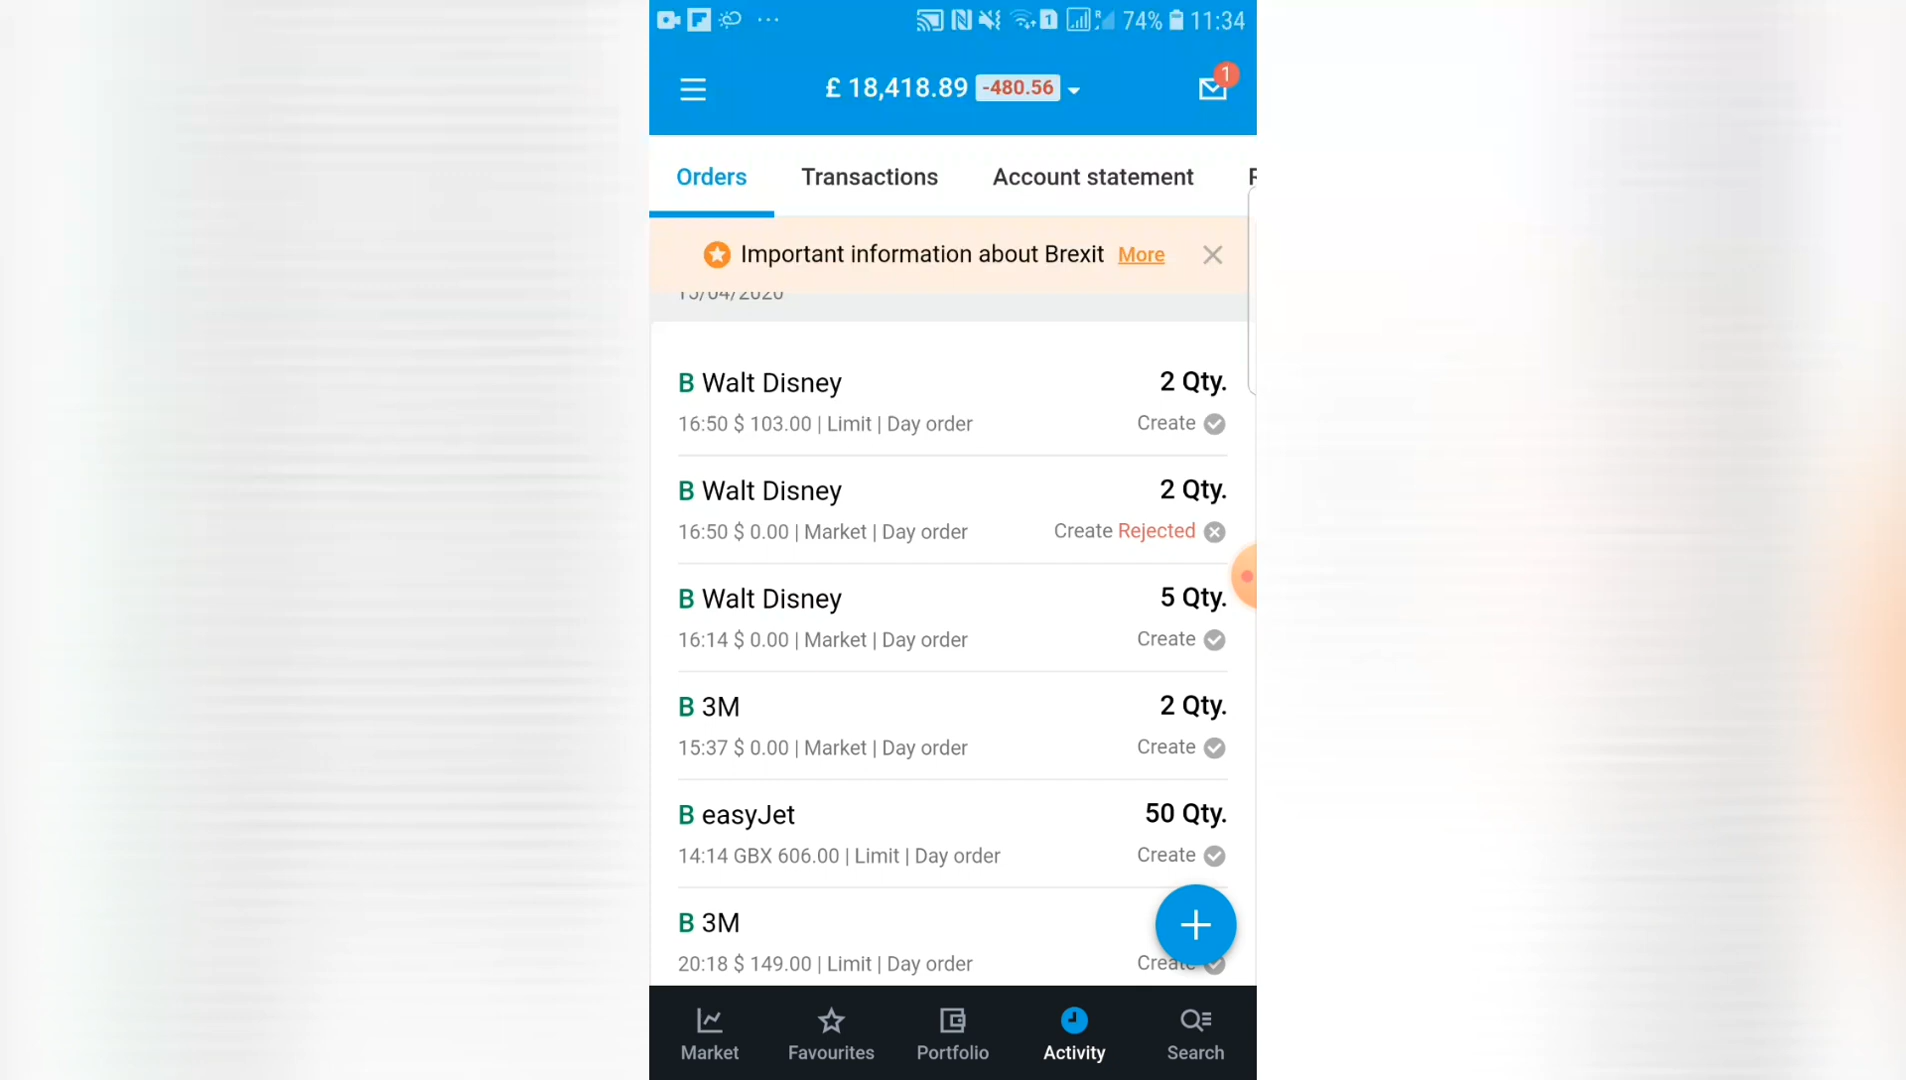 74% 11:34
£ 18,418.89 -480.56
1
Orders Transactions Account statement
Important information about Brexit More
15/04/2020
B Walt Disney 2 Qty.
16:50 $ 103.00 | Limit | Day order Create
B Walt Disney 2 Qty.
16:50 $ 0.00 | Market | Day order Create Rejected
B Walt Disney 5 Qty.
16:14 $ 0.00 | Market | Day order Create
B 3M 2 Qty.
15:37 $ 0.00 | Market | Day order Create
B easyJet 50 Qty.
14:14 GBX 606.00 | Limit | Day order Create
B 3M
20:18 $ 149.00 | Limit | Day order Create
Market Favourites Portfolio Activity Search